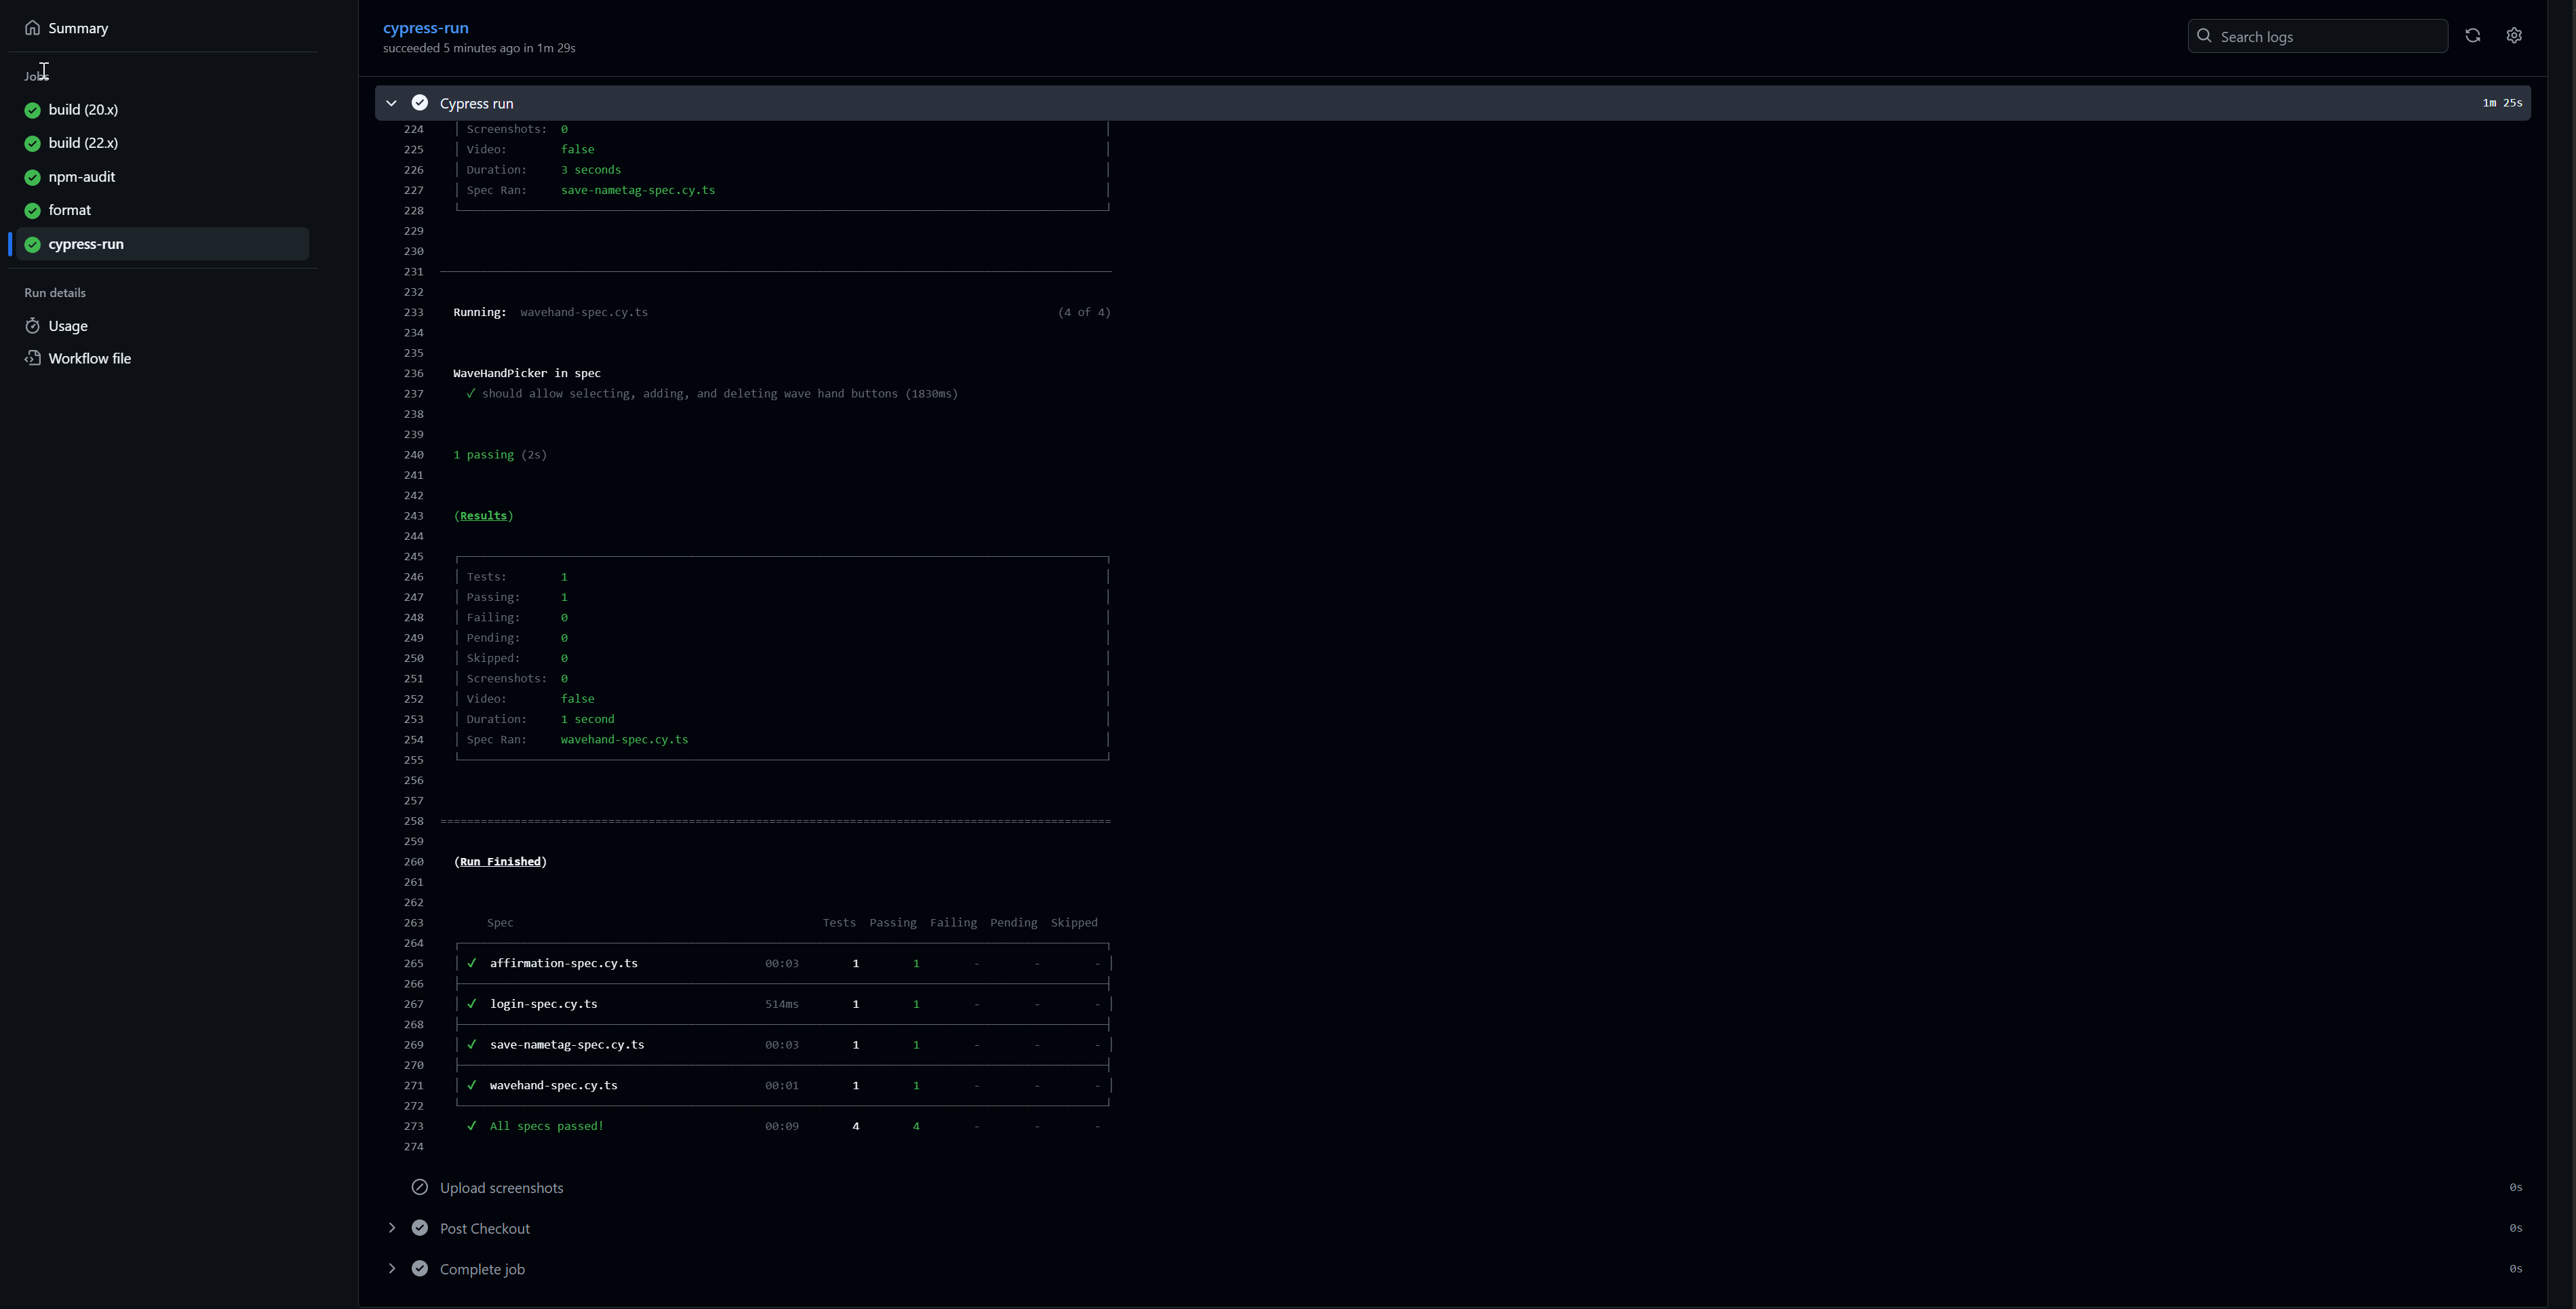 Summary
Jobs
build (20.x)
build (22.x)
npm-audit
format
cypress-run
Run details
Usage
Workflow file
cypress-run
succeeded 5 minutes ago in 1m 29s
Search logs
Cypress run 1m 25s
224 │ Screenshots: 0 │
225 │ Video: false │
226 │ Duration: 3 seconds │
227 │ Spec Ran: save-nametag-spec.cy.ts │
228
229
230
231
232
233 Running: wavehand-spec.cy.ts (4 of 4)
234
235
236 WaveHandPicker in spec
237 ✓ should allow selecting, adding, and deleting wave hand buttons (1830ms)
238
239
240 1 passing (2s)
241
242
243 (Results)
244
245
246 │ Tests: 1 │
247 │ Passing: 1 │
248 │ Failing: 0 │
249 │ Pending: 0 │
250 │ Skipped: 0 │
251 │ Screenshots: 0 │
252 │ Video: false │
253 │ Duration: 1 second │
254 │ Spec Ran: wavehand-spec.cy.ts │
255
256
257
258 ====================================================================================================
259
260 (Run Finished)
261
262
263 Spec Tests Passing Failing Pending Skipped
264
265 │ ✓ affirmation-spec.cy.ts 00:03 1 1 - - - │
266
267 │ ✓ login-spec.cy.ts 514ms 1 1 - - - │
268
269 │ ✓ save-nametag-spec.cy.ts 00:03 1 1 - - - │
270
271 │ ✓ wavehand-spec.cy.ts 00:01 1 1 - - - │
272
273 ✓ All specs passed! 00:09 4 4 - - -
274
Upload screenshots 0s
Post Checkout 0s
Complete job 0s